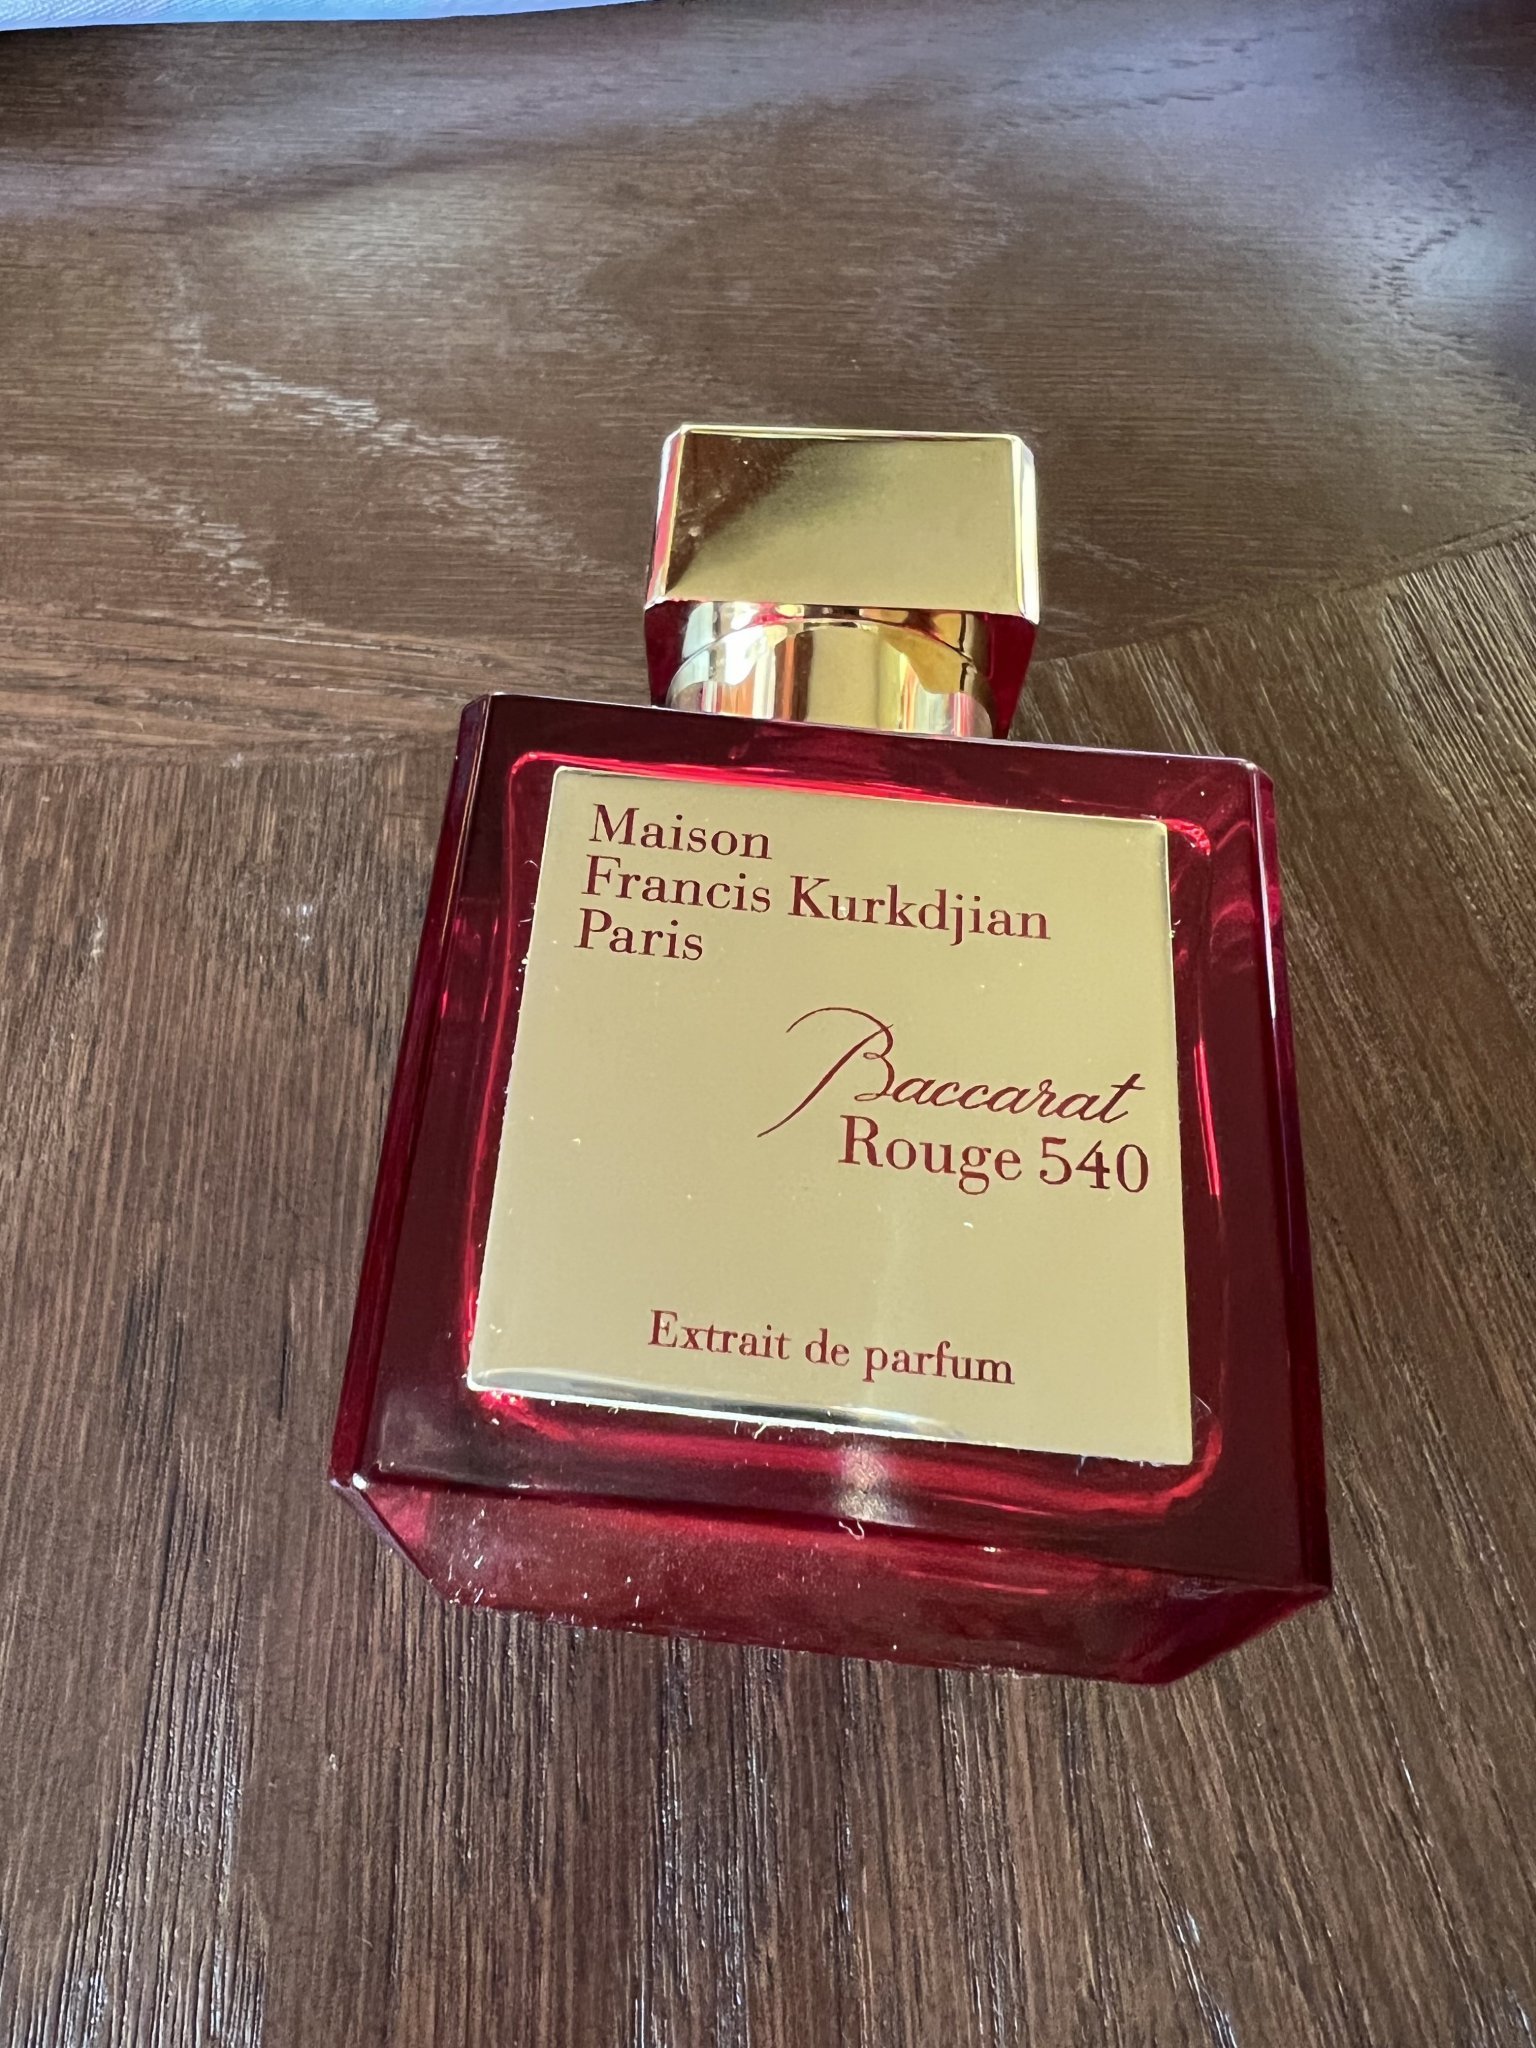 Maison
Francis Kurkdjian
Paris
Baccarat
Rouge 540
Extrait de parfum